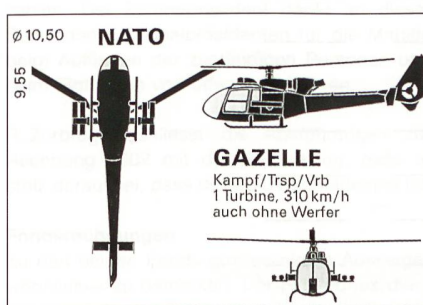 ø 10,50
NATO
9,55
GAZELLE
Kampf/Trsp/Vrb
1 Turbine, 310 km/h
auch ohne Werfer